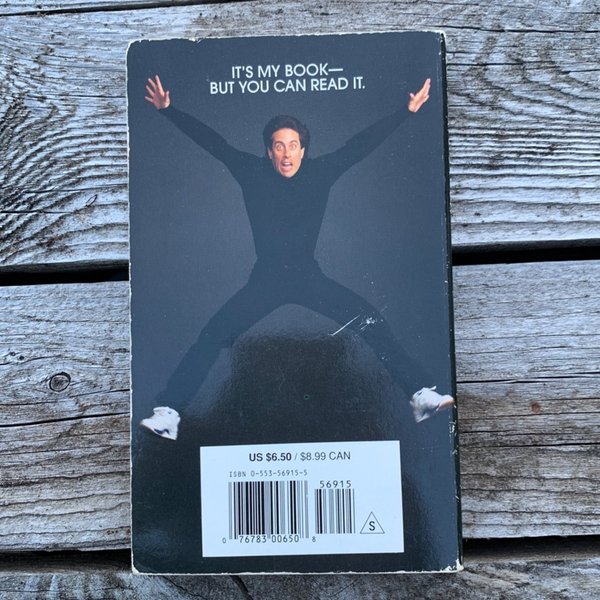 IT'S MY BOOK—
BUT YOU CAN READ IT.
US $6.50 / $8.99 CAN
ISBN 0-553-56915-5
56915
0 76783 00650 8
S